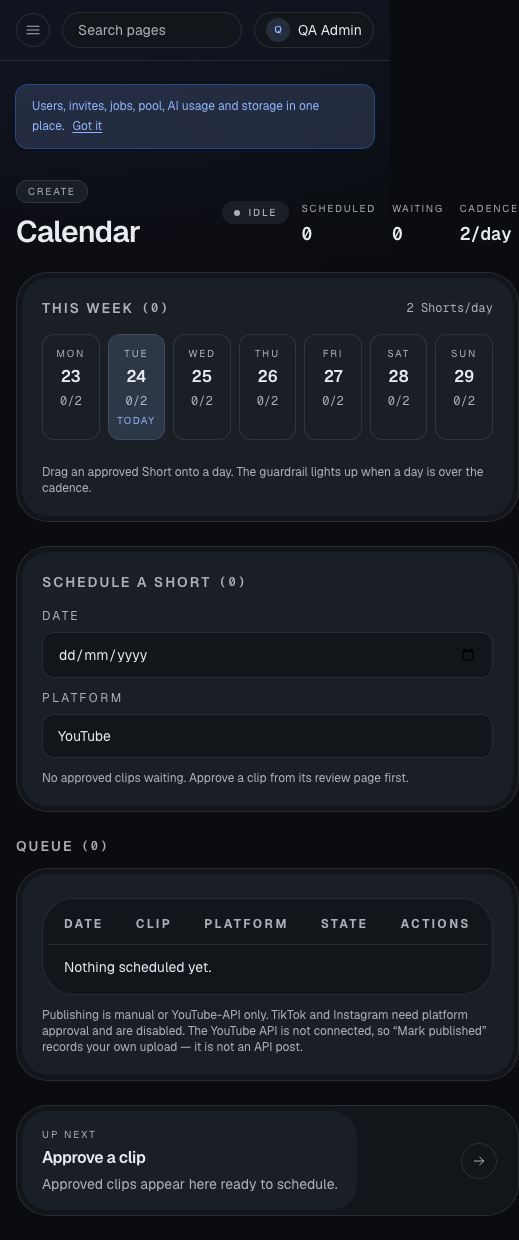 Search pages
Q
QA Admin
Users, invites, jobs, pool, AI usage and storage in one
place. Got it
CREATE
Calendar
IDLE
SCHEDULED
0
WAITING
0
CADENCE
2/day
THIS WEEK (0)
2 Shorts/day
MON
23
0/2
TUE
24
0/2
TODAY
WED
25
0/2
THU
26
0/2
FRI
27
0/2
SAT
28
0/2
SUN
29
0/2
Drag an approved Short onto a day. The guardrail lights up when a day is over the
cadence.
SCHEDULE A SHORT (0)
DATE
dd/mm/yyyy
PLATFORM
YouTube
No approved clips waiting. Approve a clip from its review page first.
QUEUE (0)
DATE CLIP PLATFORM STATE ACTIONS
Nothing scheduled yet.
Publishing is manual or YouTube-API only. TikTok and Instagram need platform
approval and are disabled. The YouTube API is not connected, so “Mark published”
records your own upload — it is not an API post.
UP NEXT
Approve a clip
Approved clips appear here ready to schedule.